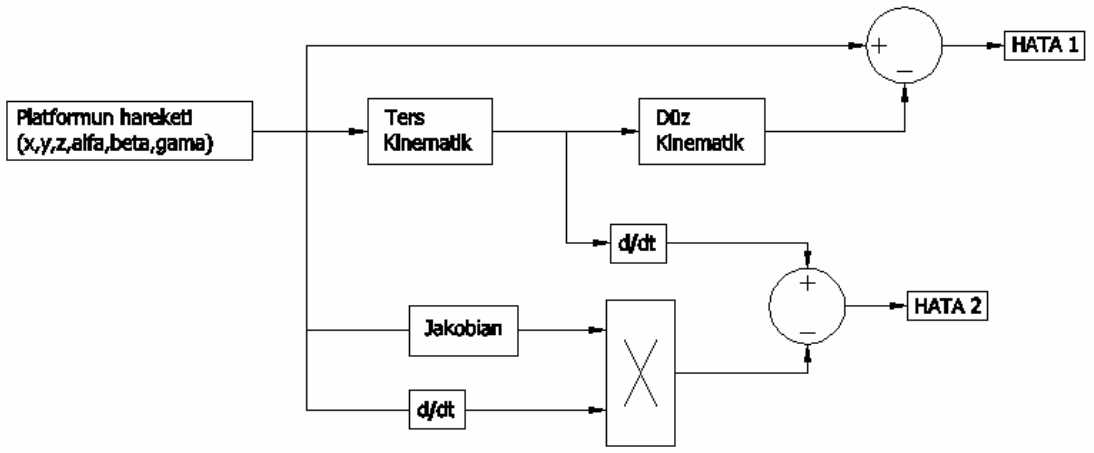 HATA 1
+
−
Platformun hareketi
(x,y,z,alfa,beta,gama)
Ters
Kinematik
Düz
Kinematik
d/dt
+
−
HATA 2
Jakobian
X
d/dt